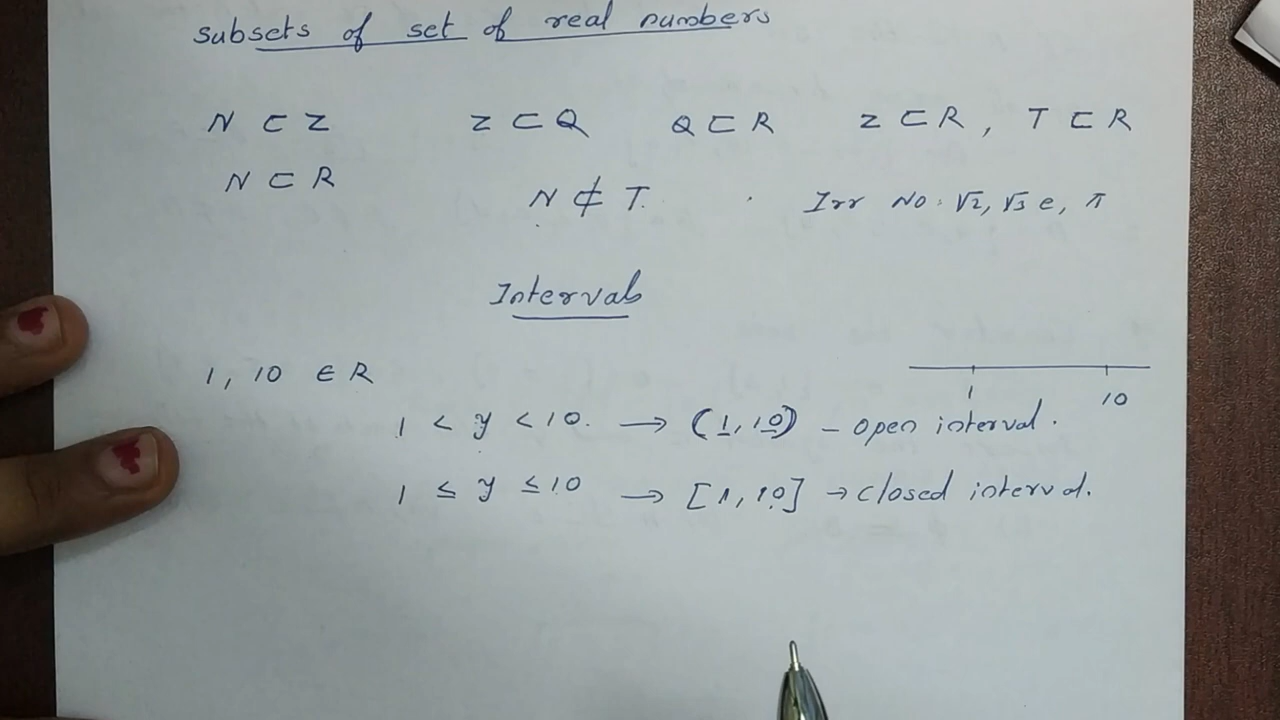 subsets of set of real numbers
N ⊂ Z Z ⊂ Q Q ⊂ R Z ⊂ R, T ⊂ R
N ⊂ R
N ⊄ T. Irr No: √2, √3 e, π
Intervals
1, 10 ∈ R
1 10
1 < y < 10. → (1, 10) - open interval.
1 ≤ y ≤ 10 → [1, 10] → closed interval.